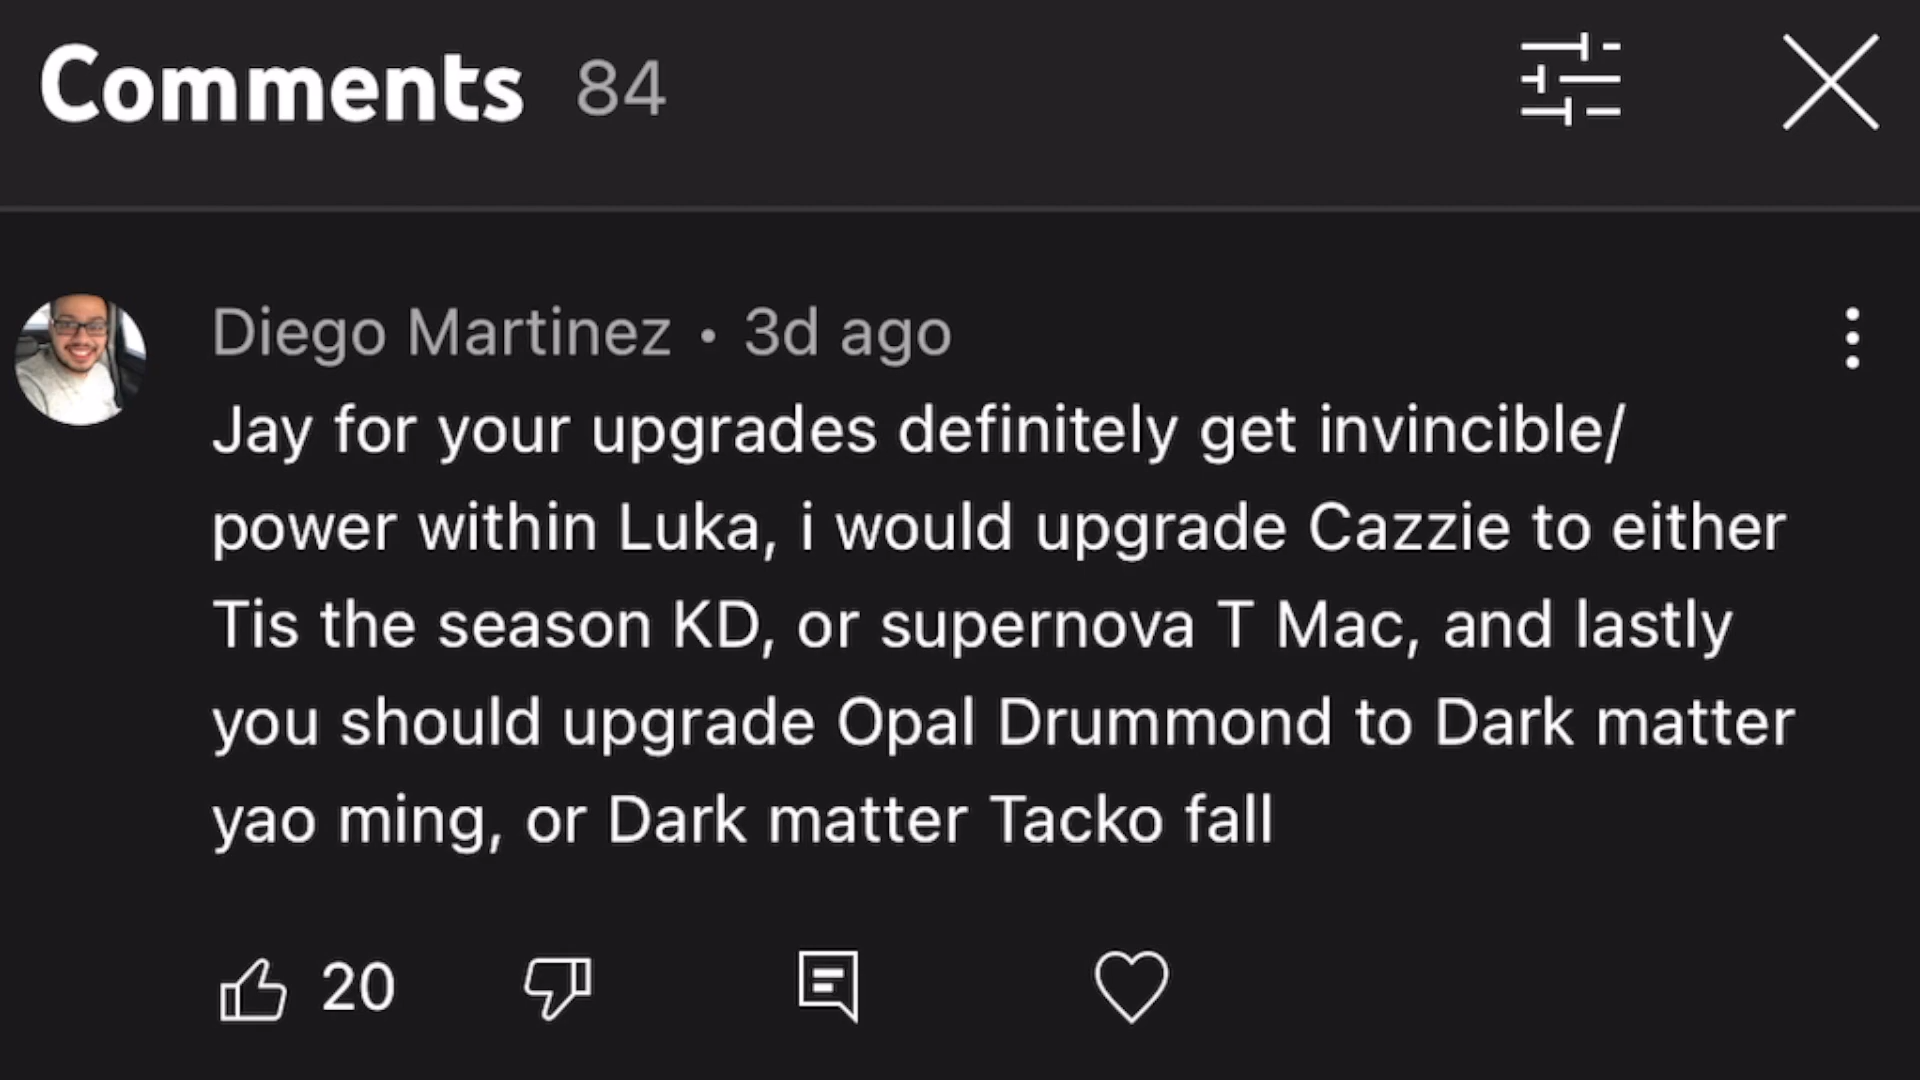 Comments 84
Diego Martinez • 3d ago
Jay for your upgrades definitely get invincible/
power within Luka, i would upgrade Cazzie to either
Tis the season KD, or supernova T Mac, and lastly
you should upgrade Opal Drummond to Dark matter
yao ming, or Dark matter Tacko fall
20